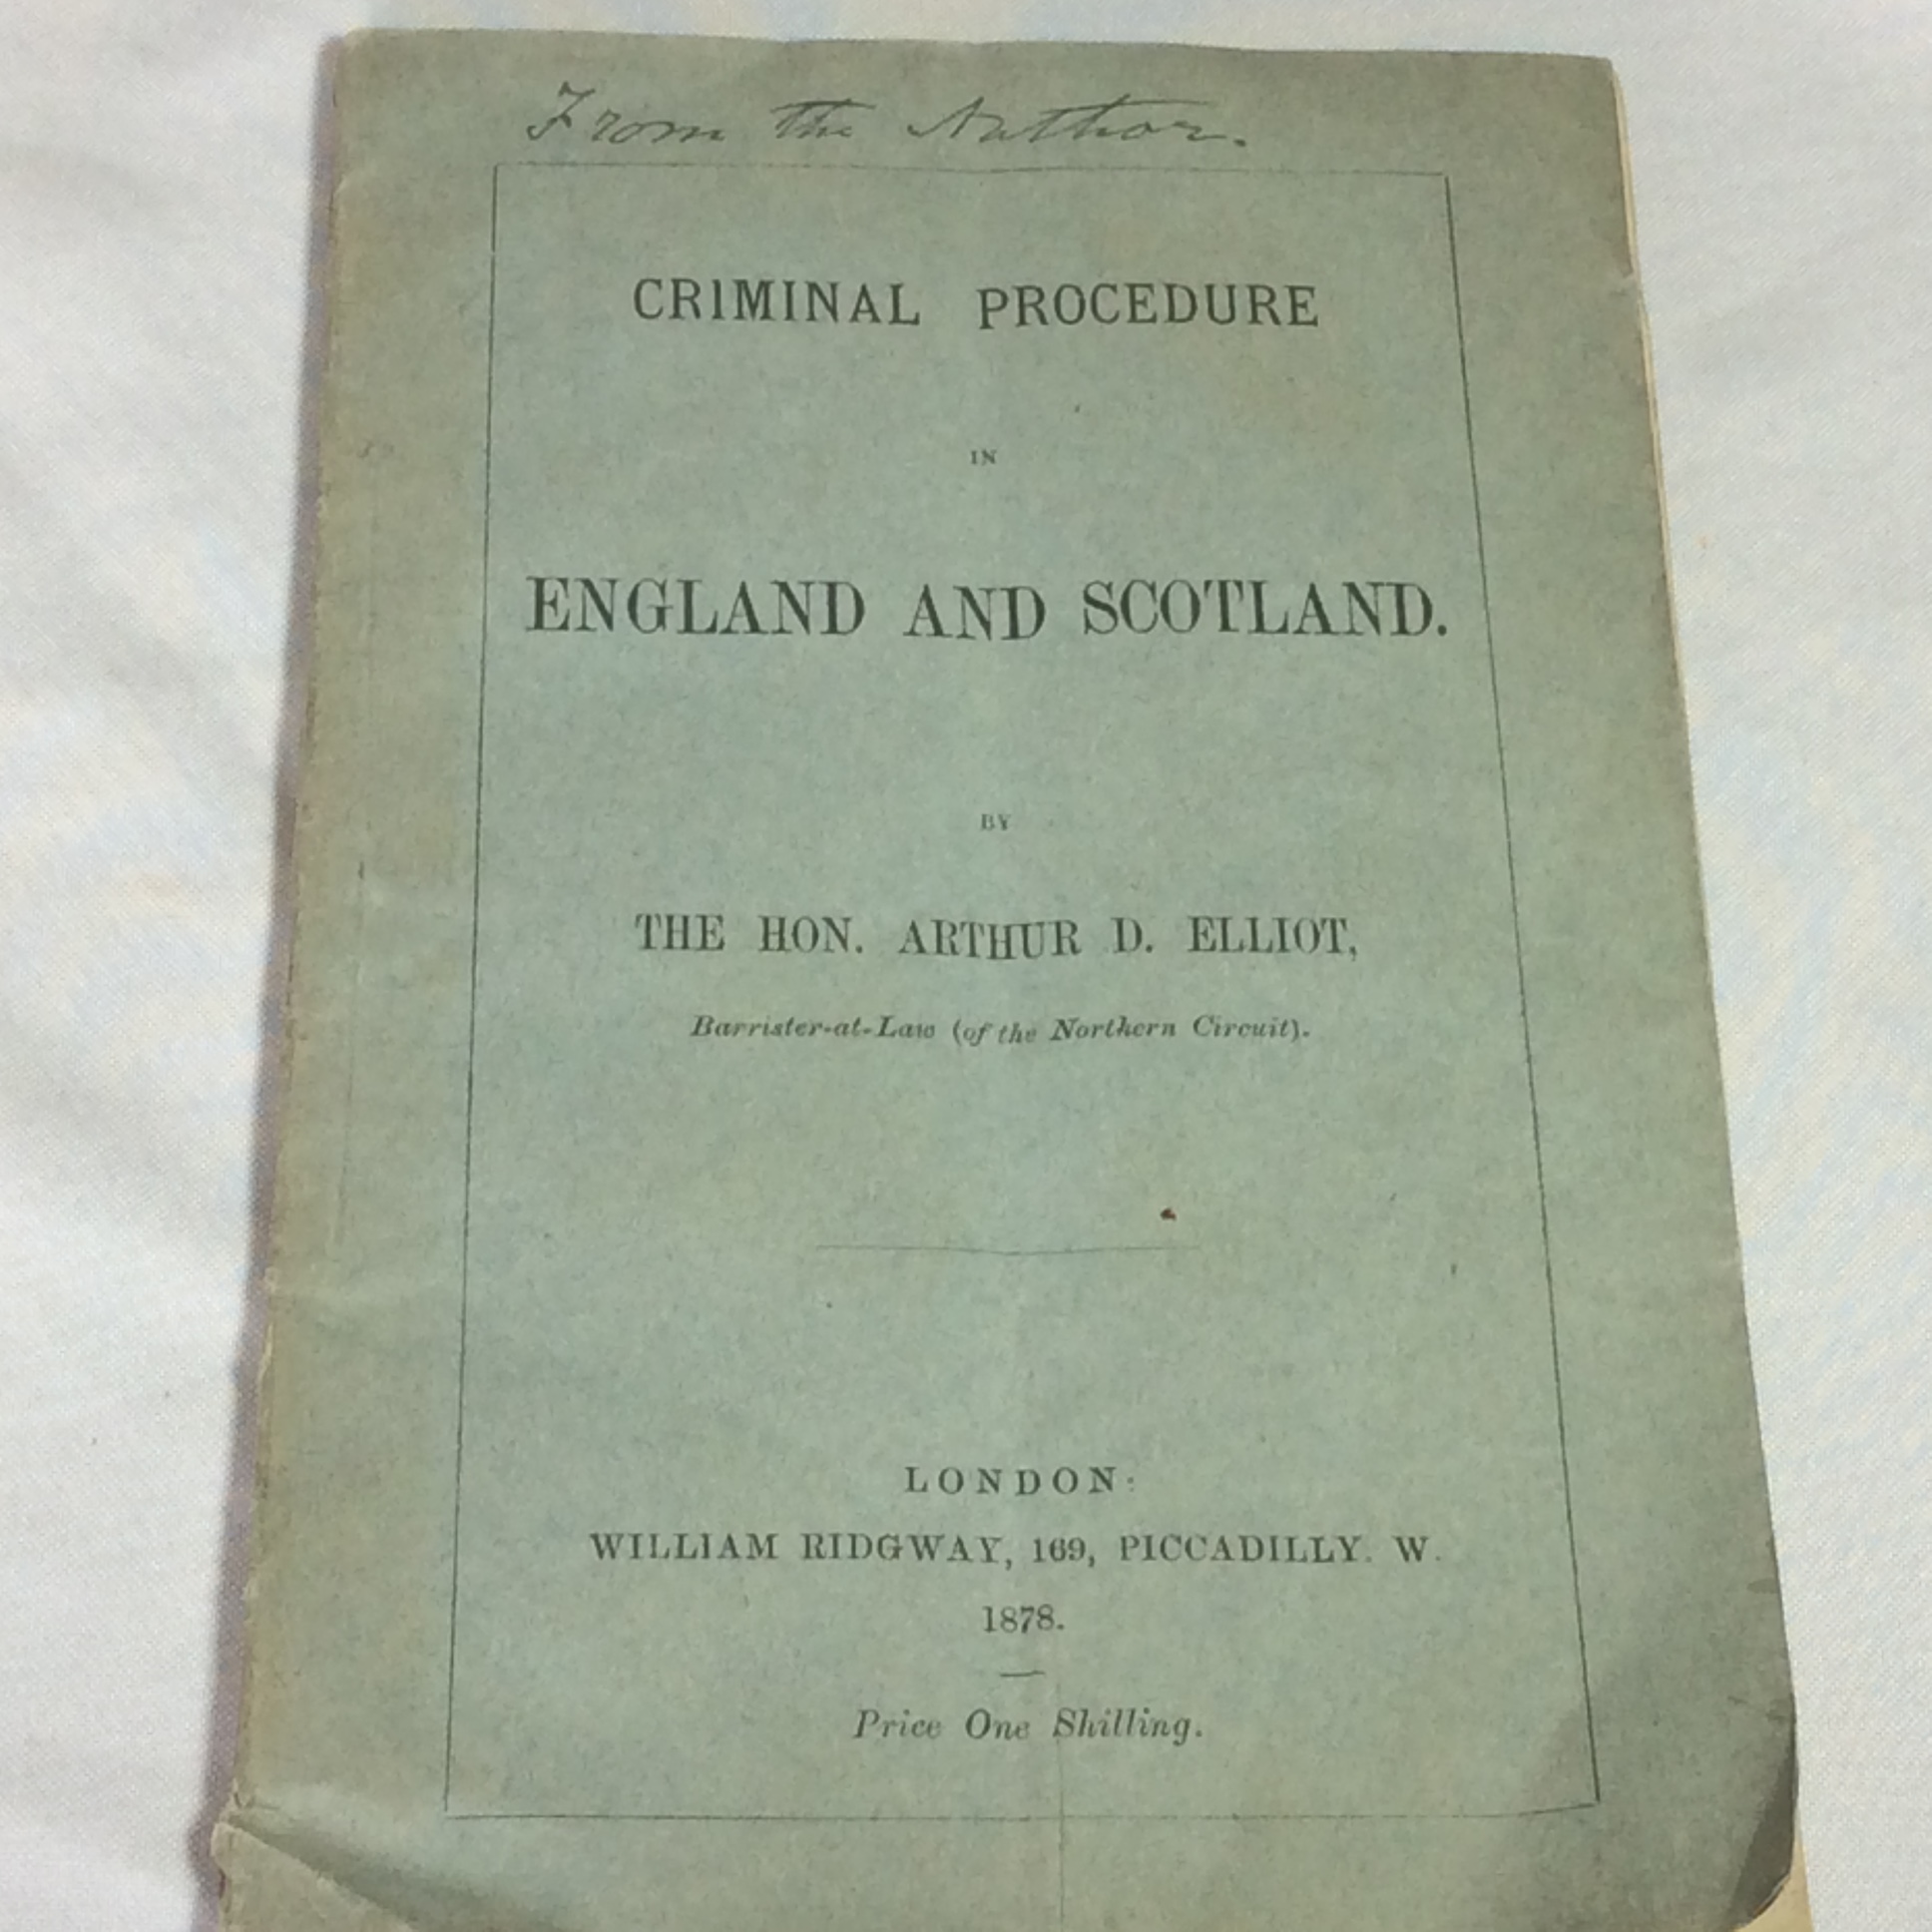 From the Author.
CRIMINAL PROCEDURE
IN
ENGLAND AND SCOTLAND.
BY
THE HON. ARTHUR D. ELLIOT,
Barrister-at-Law (of the Northern Circuit).
LONDON:
WILLIAM RIDGWAY, 169, PICCADILLY. W.
1878.
Price One Shilling.